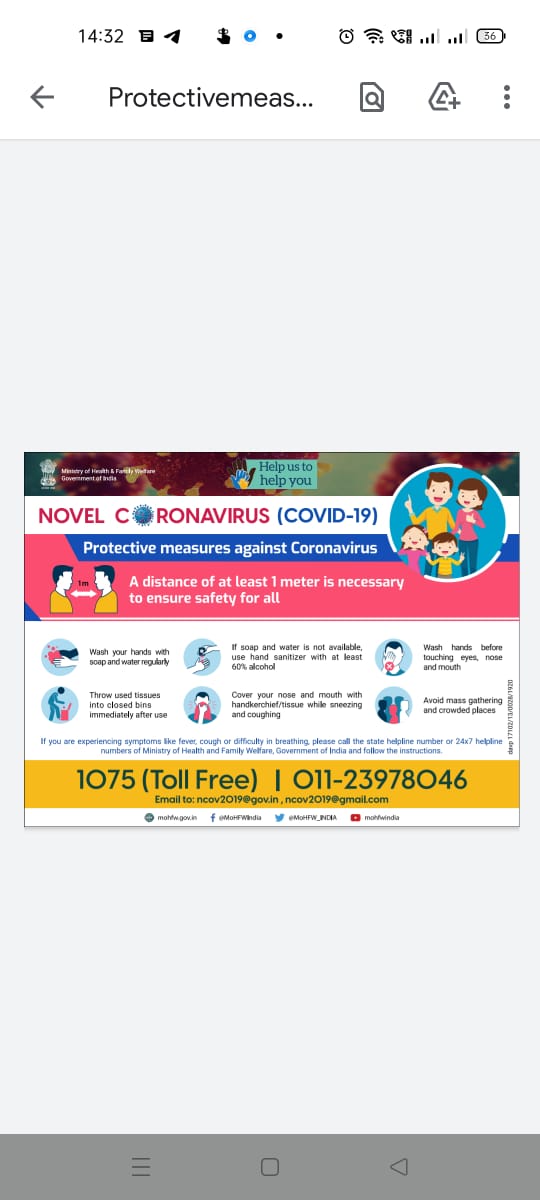 14:32
36
Protectivemeas...
Ministry of Health & Family Welfare
Government of India
Help us to
help you
NOVEL CORONAVIRUS (COVID-19)
Protective measures against Coronavirus
1m
A distance of at least 1 meter is necessary
to ensure safety for all
Wash your hands with
soap and water regularly
If soap and water is not available,
use hand sanitizer with at least
60% alcohol
Wash hands before
touching eyes, nose
and mouth
Throw used tissues
into closed bins
immediately after use
Cover your nose and mouth with
handkerchief/tissue while sneezing
and coughing
Avoid mass gathering
and crowded places
davp 17102/13/0028/1920
If you are experiencing symptoms like fever, cough or difficulty in breathing, please call the state helpline number or 24x7 helpline
numbers of Ministry of Health and Family Welfare, Government of India and follow the instructions.
1075 (Toll Free) | 011-23978046
Email to: ncov2019@gov.in , ncov2019@gmail.com
mohfw.gov.in @MoHFWIndia @MoHFW_INDIA mohfwindia